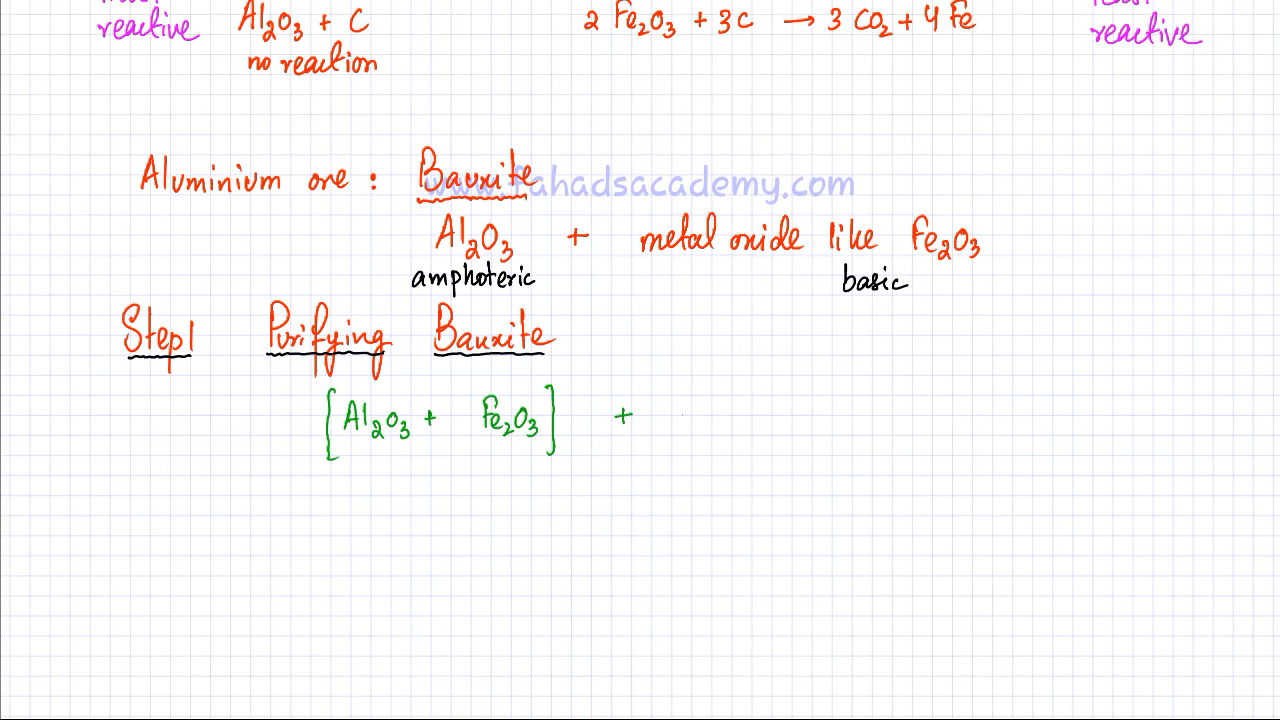 reactive Al₂O₃ + C 2 Fe₂O₃ + 3C → 3 CO₂ + 4 Fe reactive
no reaction
Aluminium ore : Bauxite
www.fahadsacademy.com
Al₂O₃ + metal oxide like Fe₂O₃
amphoteric basic
Step1 Purifying Bauxite
[Al₂O₃ + Fe₂O₃] +